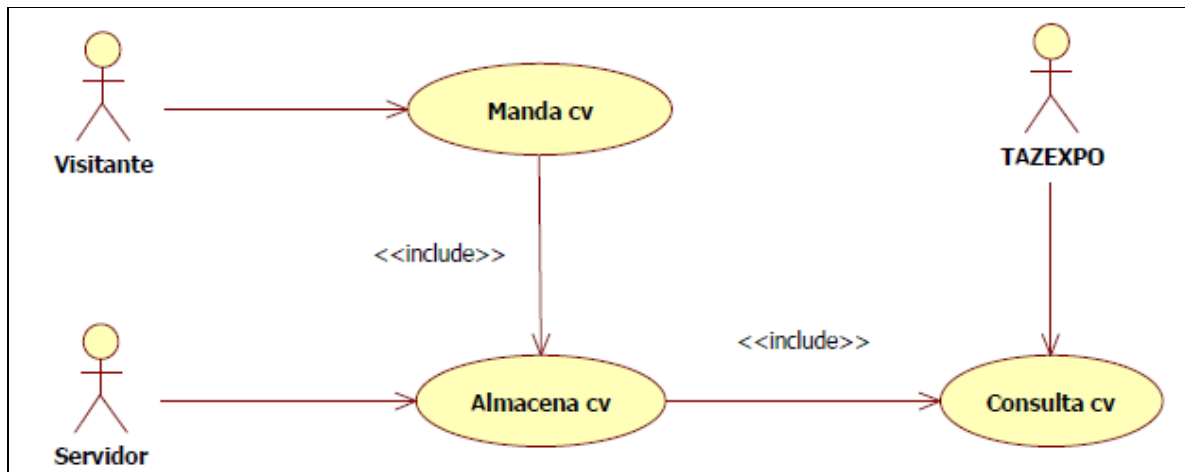 Manda cv
Visitante
TAZEXPO
<<include>>
<<include>>
Almacena cv
Consulta cv
Servidor